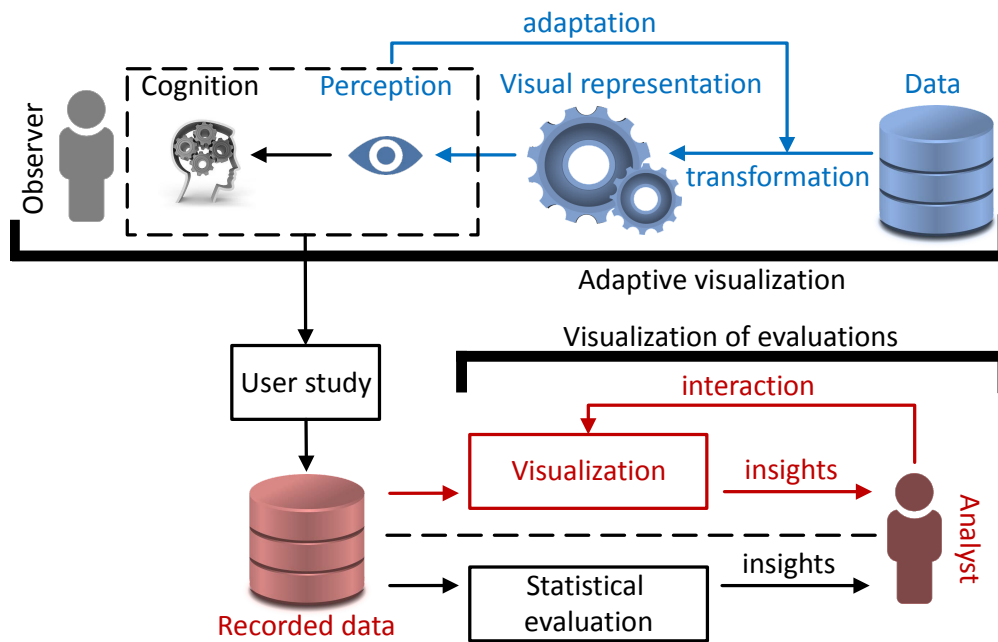 adaptation
Observer
Cognition
Perception
Visual representation
Data
transformation
Adaptive visualization
Visualization of evaluations
User study
interaction
Visualization
insights
Analyst
Statistical
evaluation
insights
Recorded data